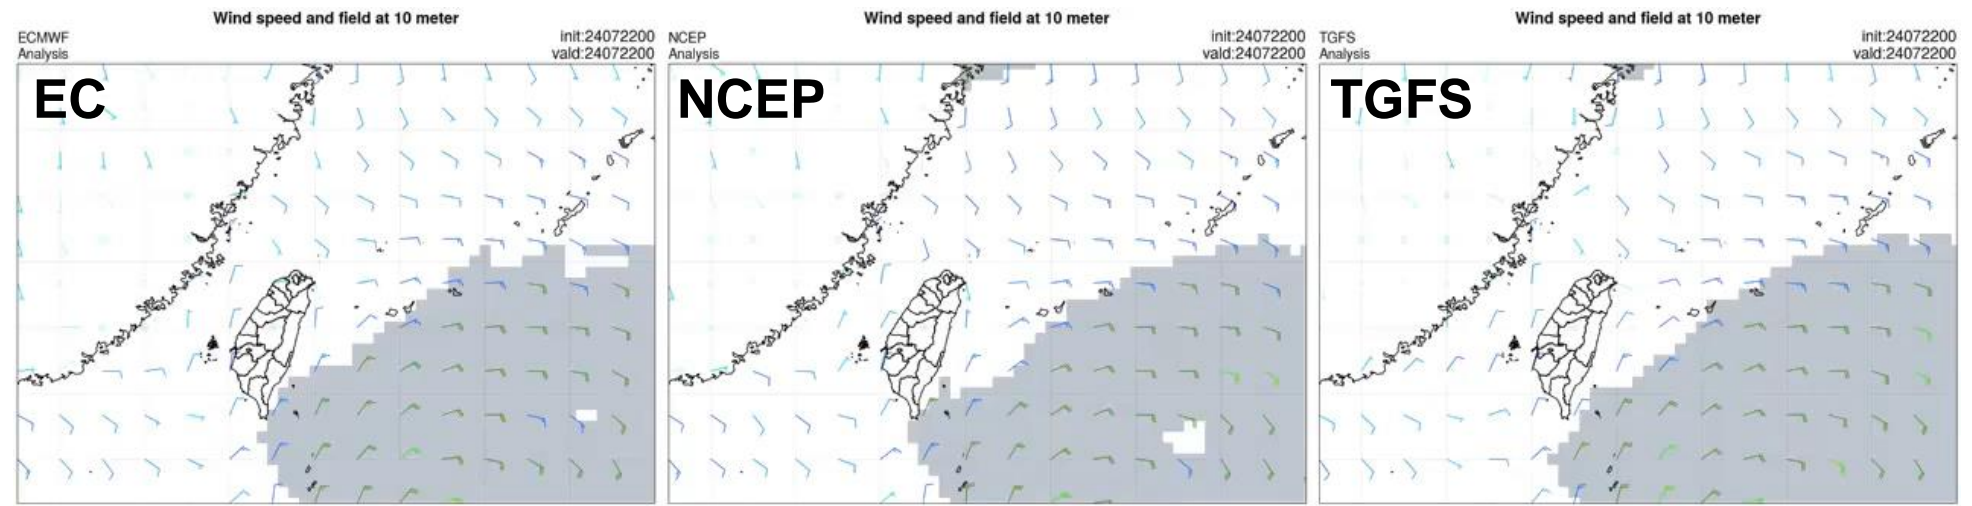 Wind speed and field at 10 meter
ECMWF init:24072200
Analysis vald:24072200
EC
Wind speed and field at 10 meter
NCEP init:24072200
Analysis vald:24072200
NCEP
Wind speed and field at 10 meter
TGFS init:24072200
Analysis vald:24072200
TGFS